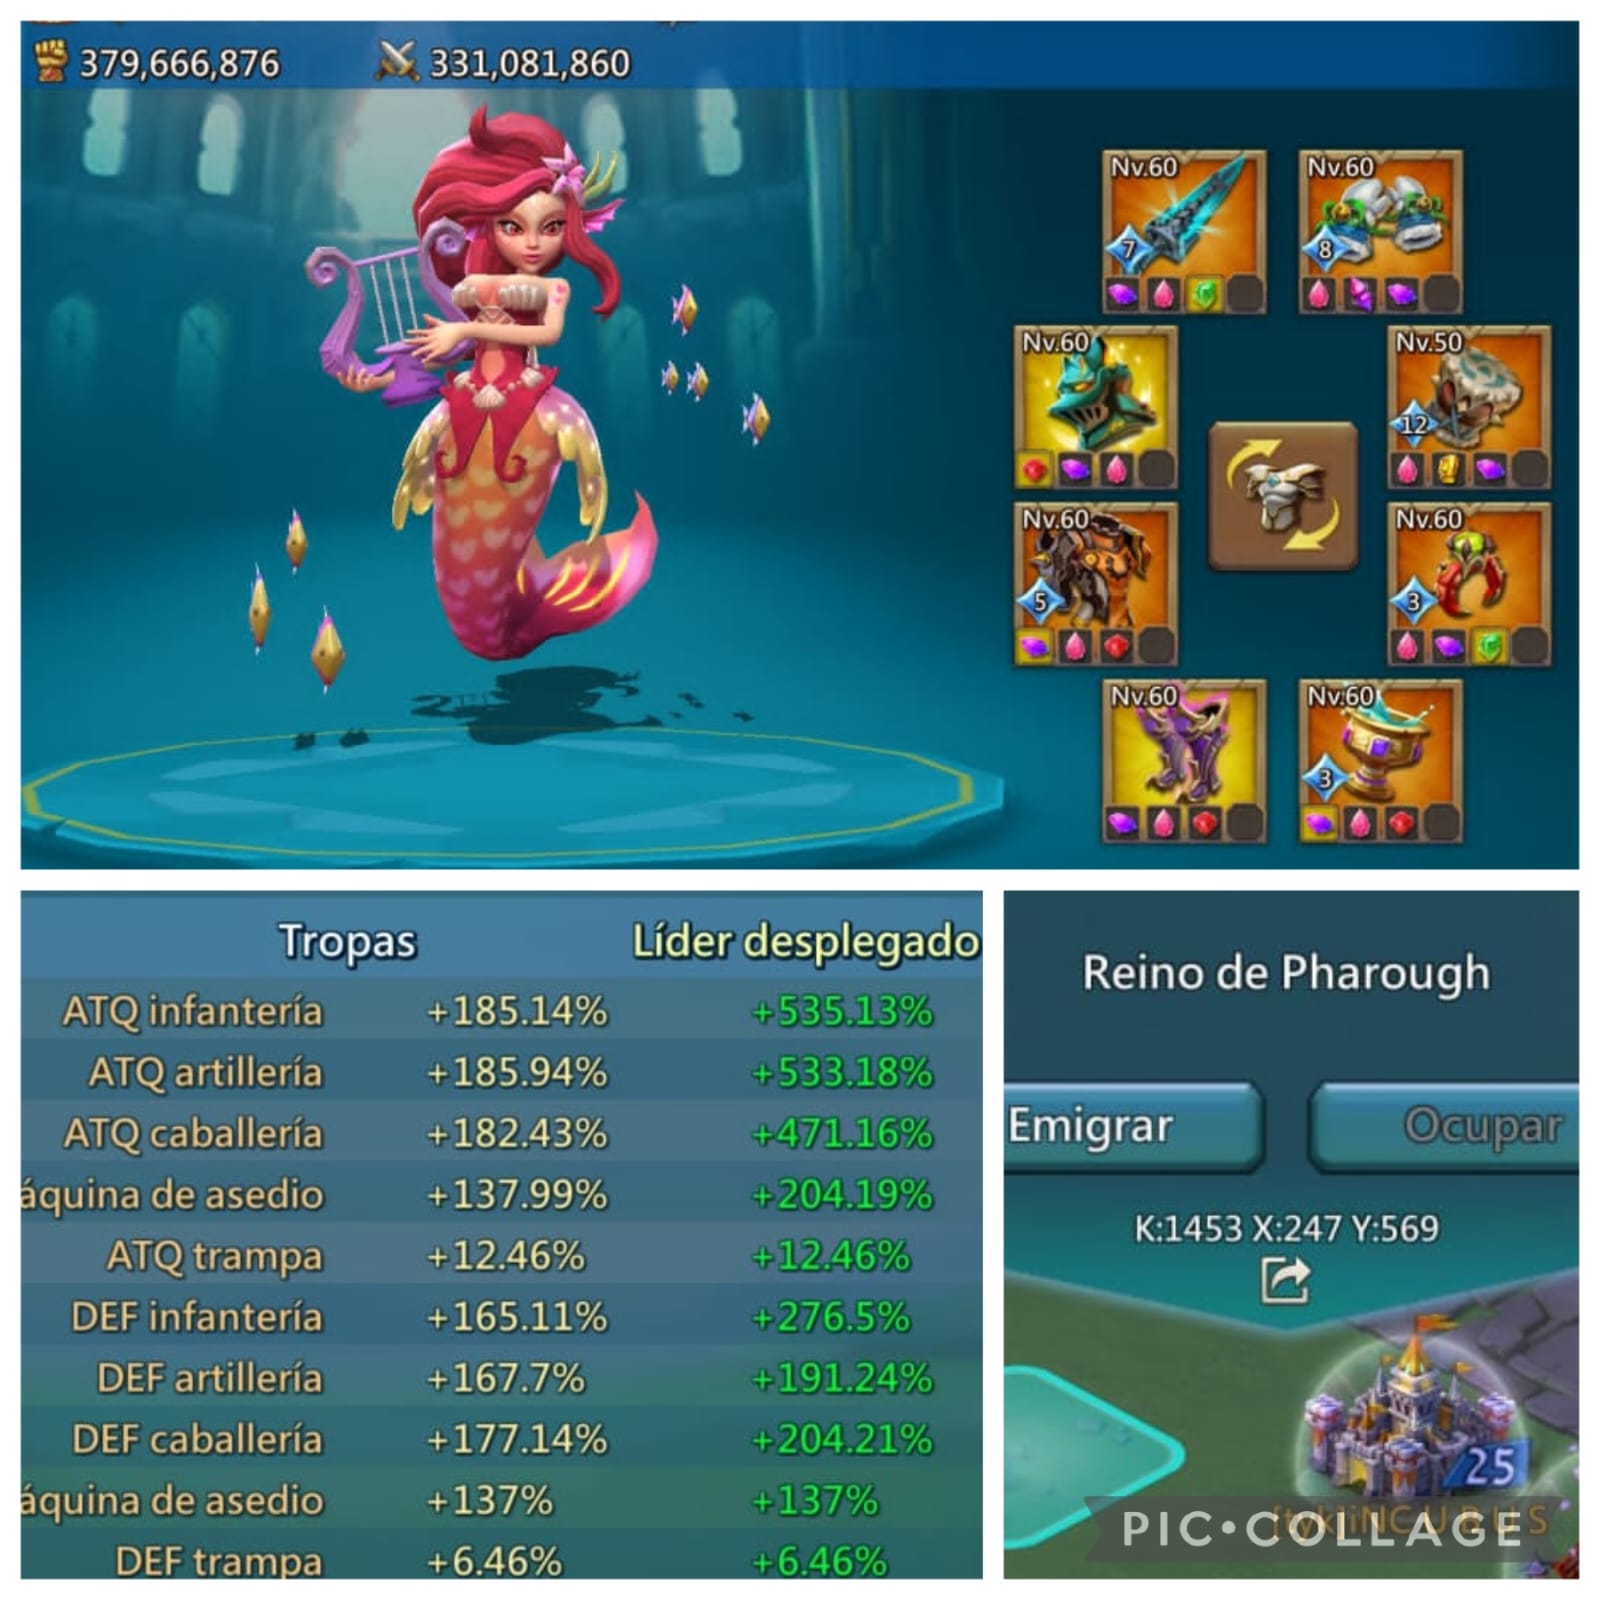 379,666,876 331,081,860
Nv.60 Nv.60
7 8
Nv.60 Nv.50
12
Nv.60 Nv.60
5 3
Nv.60 Nv.60
3
Tropas Líder desplegado
ATQ infantería +185.14% +535.13%
ATQ artillería +185.94% +533.18%
ATQ caballería +182.43% +471.16%
áquina de asedio +137.99% +204.19%
ATQ trampa +12.46% +12.46%
DEF infantería +165.11% +276.5%
DEF artillería +167.7% +191.24%
DEF caballería +177.14% +204.21%
áquina de asedio +137% +137%
DEF trampa +6.46% +6.46%
Reino de Pharough
Emigrar Ocupar
K:1453 X:247 Y:569
25
PIC•COLLAGE